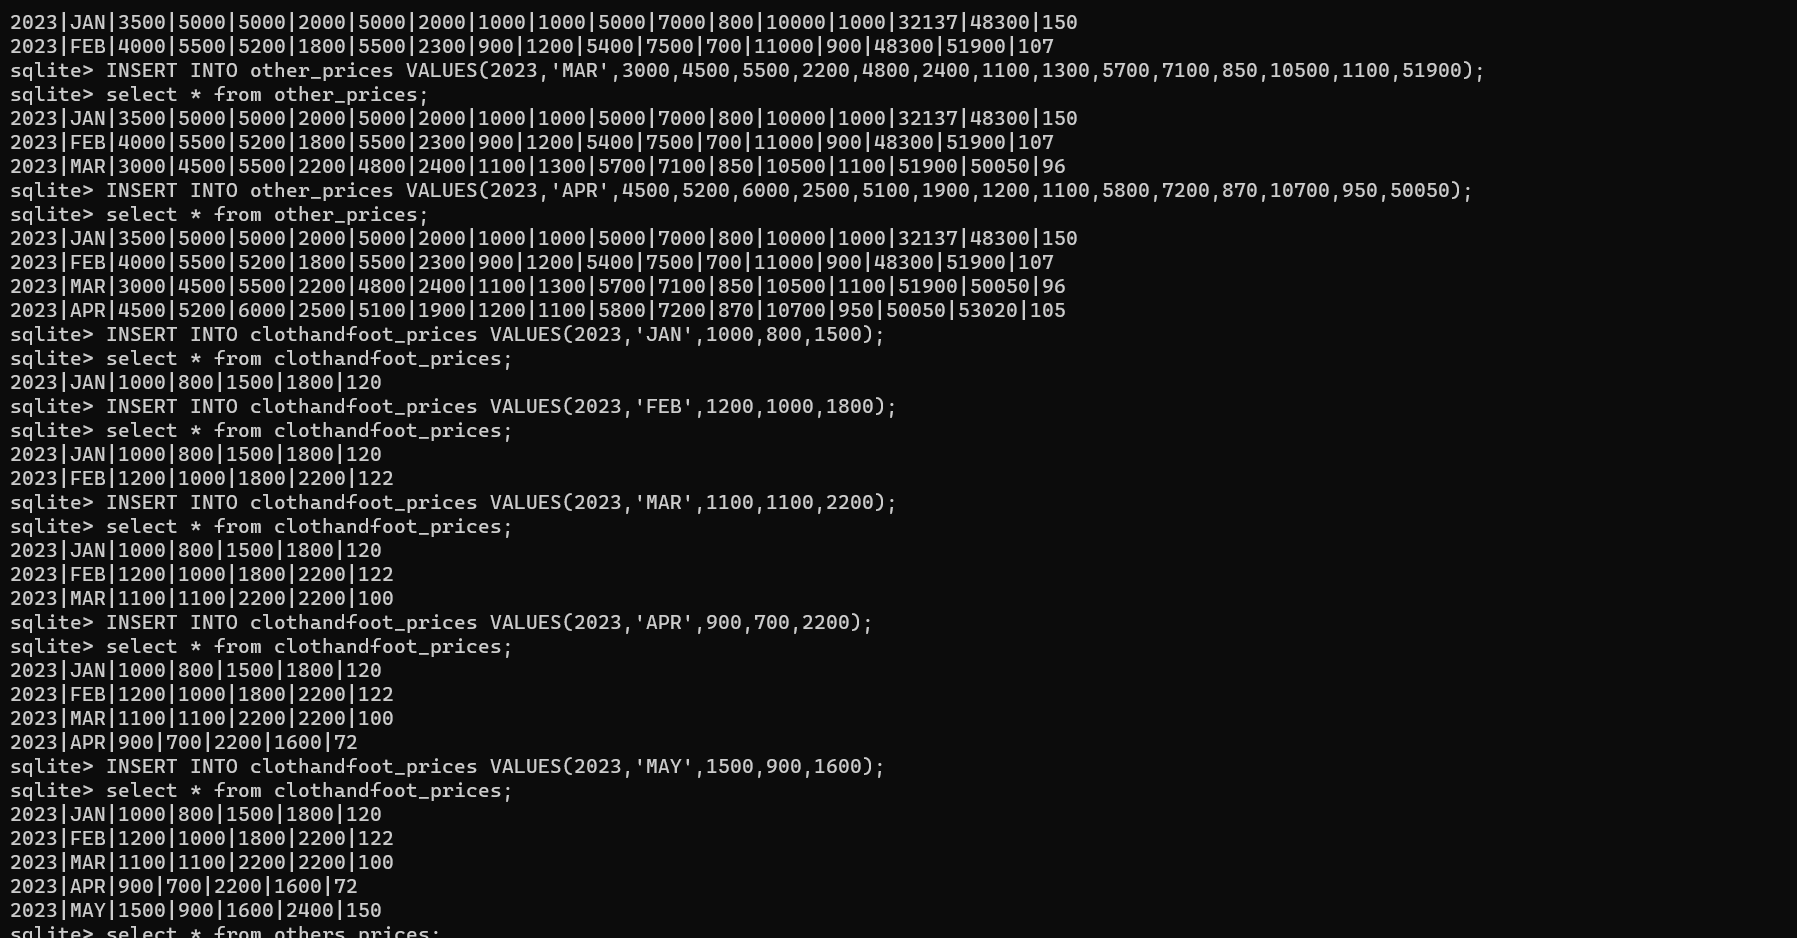 2023|JAN|3500|5000|5000|2000|5000|2000|1000|1000|5000|7000|800|10000|1000|32137|48300|150
2023|FEB|4000|5500|5200|1800|5500|2300|900|1200|5400|7500|700|11000|900|48300|51900|107
sqlite> INSERT INTO other_prices VALUES(2023,'MAR',3000,4500,5500,2200,4800,2400,1100,1300,5700,7100,850,10500,1100,51900);
sqlite> select * from other_prices;
2023|JAN|3500|5000|5000|2000|5000|2000|1000|1000|5000|7000|800|10000|1000|32137|48300|150
2023|FEB|4000|5500|5200|1800|5500|2300|900|1200|5400|7500|700|11000|900|48300|51900|107
2023|MAR|3000|4500|5500|2200|4800|2400|1100|1300|5700|7100|850|10500|1100|51900|50050|96
sqlite> INSERT INTO other_prices VALUES(2023,'APR',4500,5200,6000,2500,5100,1900,1200,1100,5800,7200,870,10700,950,50050);
sqlite> select * from other_prices;
2023|JAN|3500|5000|5000|2000|5000|2000|1000|1000|5000|7000|800|10000|1000|32137|48300|150
2023|FEB|4000|5500|5200|1800|5500|2300|900|1200|5400|7500|700|11000|900|48300|51900|107
2023|MAR|3000|4500|5500|2200|4800|2400|1100|1300|5700|7100|850|10500|1100|51900|50050|96
2023|APR|4500|5200|6000|2500|5100|1900|1200|1100|5800|7200|870|10700|950|50050|53020|105
sqlite> INSERT INTO clothandfoot_prices VALUES(2023,'JAN',1000,800,1500);
sqlite> select * from clothandfoot_prices;
2023|JAN|1000|800|1500|1800|120
sqlite> INSERT INTO clothandfoot_prices VALUES(2023,'FEB',1200,1000,1800);
sqlite> select * from clothandfoot_prices;
2023|JAN|1000|800|1500|1800|120
2023|FEB|1200|1000|1800|2200|122
sqlite> INSERT INTO clothandfoot_prices VALUES(2023,'MAR',1100,1100,2200);
sqlite> select * from clothandfoot_prices;
2023|JAN|1000|800|1500|1800|120
2023|FEB|1200|1000|1800|2200|122
2023|MAR|1100|1100|2200|2200|100
sqlite> INSERT INTO clothandfoot_prices VALUES(2023,'APR',900,700,2200);
sqlite> select * from clothandfoot_prices;
2023|JAN|1000|800|1500|1800|120
2023|FEB|1200|1000|1800|2200|122
2023|MAR|1100|1100|2200|2200|100
2023|APR|900|700|2200|1600|72
sqlite> INSERT INTO clothandfoot_prices VALUES(2023,'MAY',1500,900,1600);
sqlite> select * from clothandfoot_prices;
2023|JAN|1000|800|1500|1800|120
2023|FEB|1200|1000|1800|2200|122
2023|MAR|1100|1100|2200|2200|100
2023|APR|900|700|2200|1600|72
2023|MAY|1500|900|1600|2400|150
sqlite> select * from others_prices;